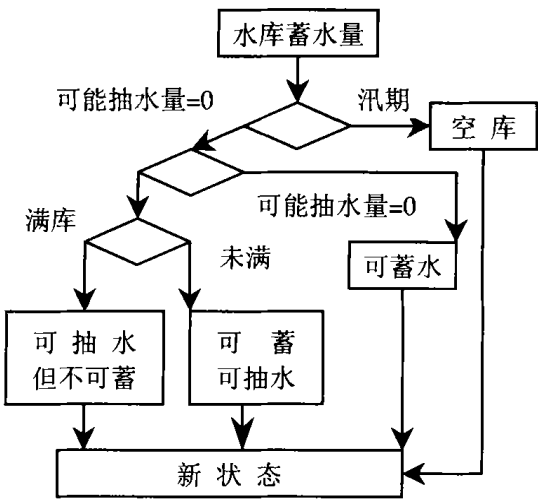 水库蓄水量
可能抽水量=0
汛期
空 库
可能抽水量=0
满库
未满
可蓄水
可 抽 水
但不可蓄
可 蓄
可抽水
新 状 态